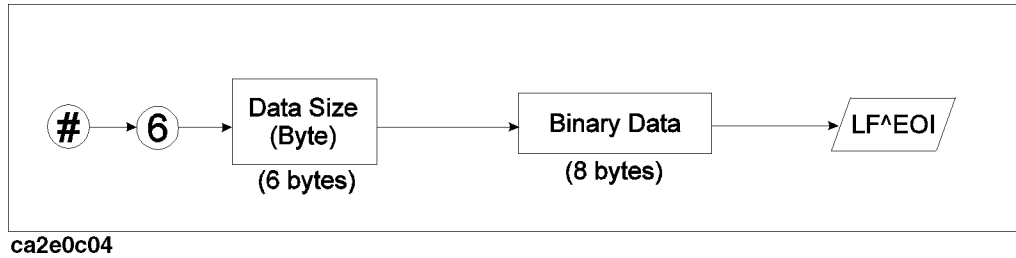 #
6
Data Size
(Byte)
(6 bytes)
Binary Data
(8 bytes)
LF^EOI
ca2e0c04